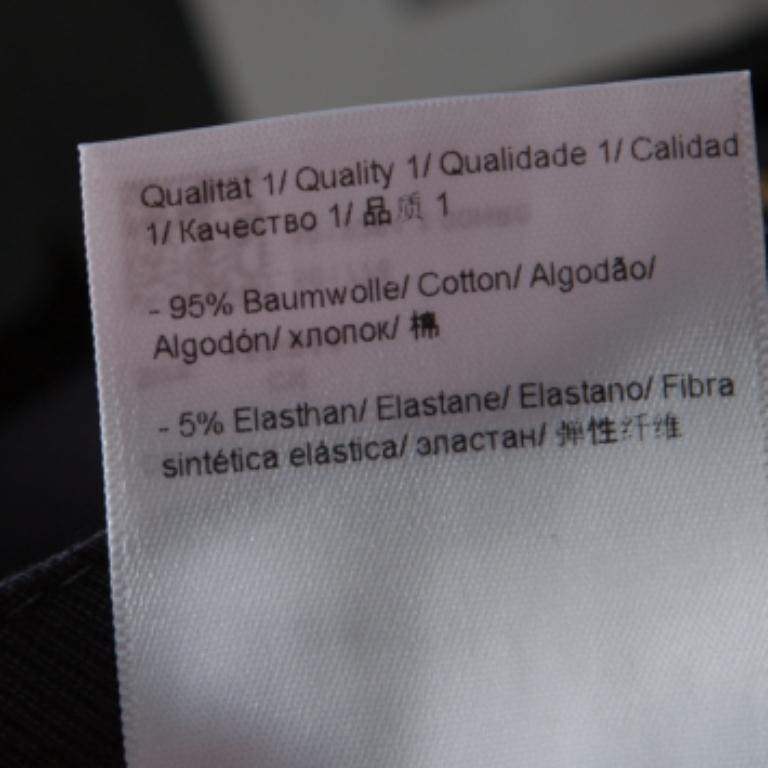 Qualität 1/ Quality 1/ Qualidade 1/ Calidad
1/ Качество 1/ 品质 1
- 95% Baumwolle/ Cotton/ Algodão/
Algodón/ хлопок/ 棉
- 5% Elasthan/ Elastane/ Elastano/ Fibra
sintética elástica/ эластан/ 弹性纤维